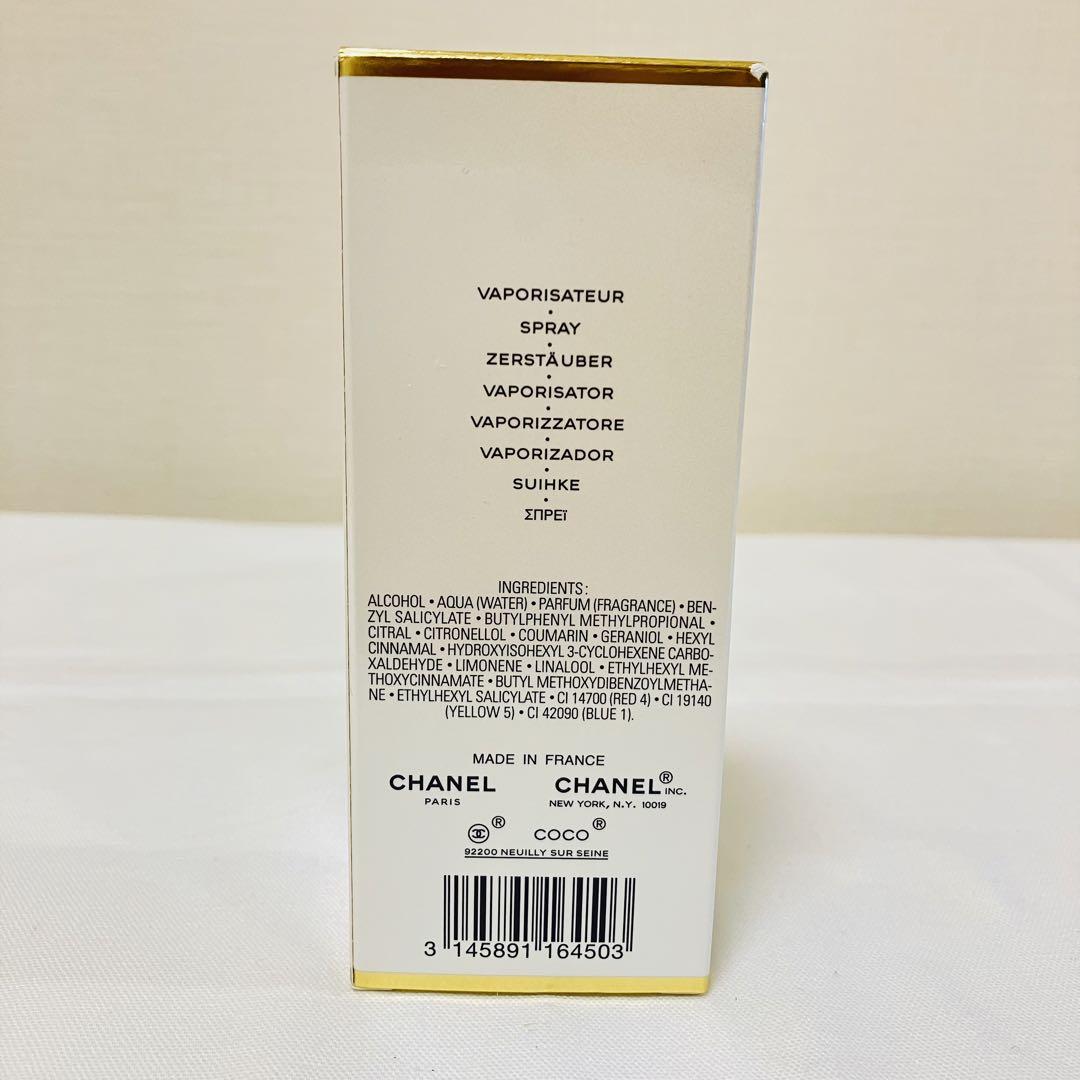 VAPORISATEUR
•
SPRAY
•
ZERSTÄUBER
•
VAPORISATOR
•
VAPORIZZATORE
•
VAPORIZADOR
•
SUIHKE
•
ΣΠΡΕϊ
INGREDIENTS:
ALCOHOL • AQUA (WATER) • PARFUM (FRAGRANCE) • BEN-
ZYL SALICYLATE • BUTYLPHENYL METHYLPROPIONAL •
CITRAL • CITRONELLOL • COUMARIN • GERANIOL • HEXYL
CINNAMAL • HYDROXYISOHEXYL 3-CYCLOHEXENE CARBO-
XALDEHYDE • LIMONENE • LINALOOL • ETHYLHEXYL ME-
THOXYCINNAMATE • BUTYL METHOXYDIBENZOYLMETHA-
NE • ETHYLHEXYL SALICYLATE • CI 14700 (RED 4) • CI 19140
(YELLOW 5) • CI 42090 (BLUE 1).
MADE IN FRANCE
CHANEL CHANEL® INC.
PARIS NEW YORK, N.Y. 10019
® COCO®
92200 NEUILLY SUR SEINE
3 145891 164503